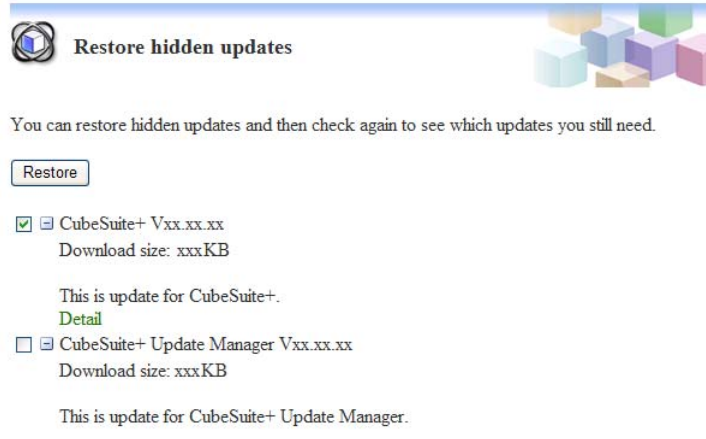 Restore hidden updates
You can restore hidden updates and then check again to see which updates you still need.
Restore
CubeSuite+ Vxx.xx.xx
Download size: xxxKB
This is update for CubeSuite+.
Detail
CubeSuite+ Update Manager Vxx.xx.xx
Download size: xxxKB
This is update for CubeSuite+ Update Manager.